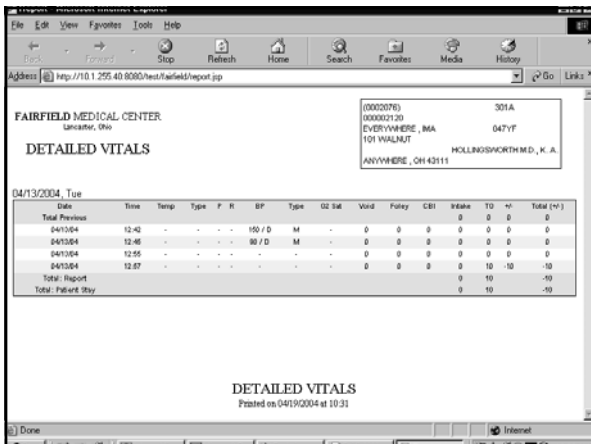 Report - Microsoft Internet Explorer
File Edit View Favorites Tools Help
Back Forward Stop Refresh Home Search Favorites Media History
Address http://10.1.255.40:8080/test/fairfield/report.jsp Go Links
FAIRFIELD MEDICAL CENTER
Lancaster, Ohio
DETAILED VITALS
(0002076) 301A
000002120
EVERYWHERE , IMA 047YF
101 WALNUT
HOLLINGSWORTH M.D., K. A.
ANYWHERE , OH 43111
04/13/2004, Tue
Date Time Temp Type P R BP Type O2 Sat Void Foley CBI Intake TO +/- Total (+/-)
Total Previous 0 0 0 0
04/13/04 12:42 - - - - 150 / D M - 0 0 0 0 0 0 0
04/13/04 12:46 - - - - 90 / D M - 0 0 0 0 0 0 0
04/13/04 12:55 - - - - - - - 0 0 0 0 0 0 0
04/13/04 12:57 - - - - - - - 0 0 0 0 10 -10 -10
Total: Report 0 10 -10
Total: Patient Stay 0 10 -10
DETAILED VITALS
Printed on 04/19/2004 at 10:31
Done Internet